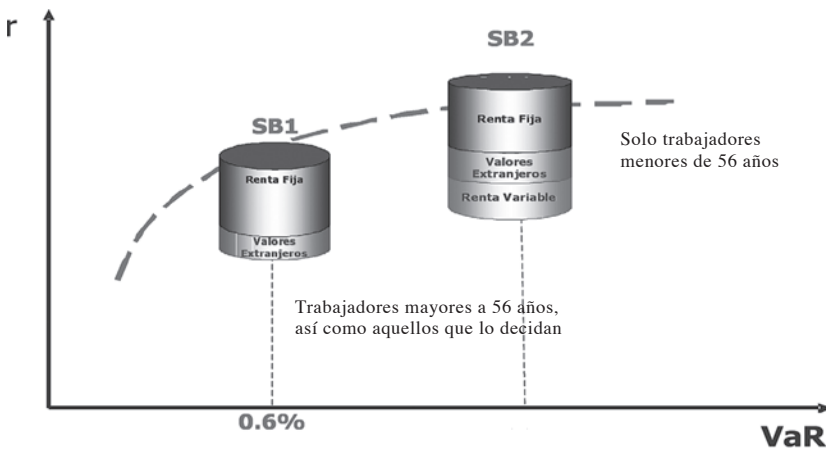 r
SB2
SB1
Renta Fija
Valores
Extranjeros
Renta Variable
Solo trabajadores
menores de 56 años
Renta Fija
Valores
Extranjeros
Trabajadores mayores a 56 años,
así como aquellos que lo decidan
0.6%
VaR